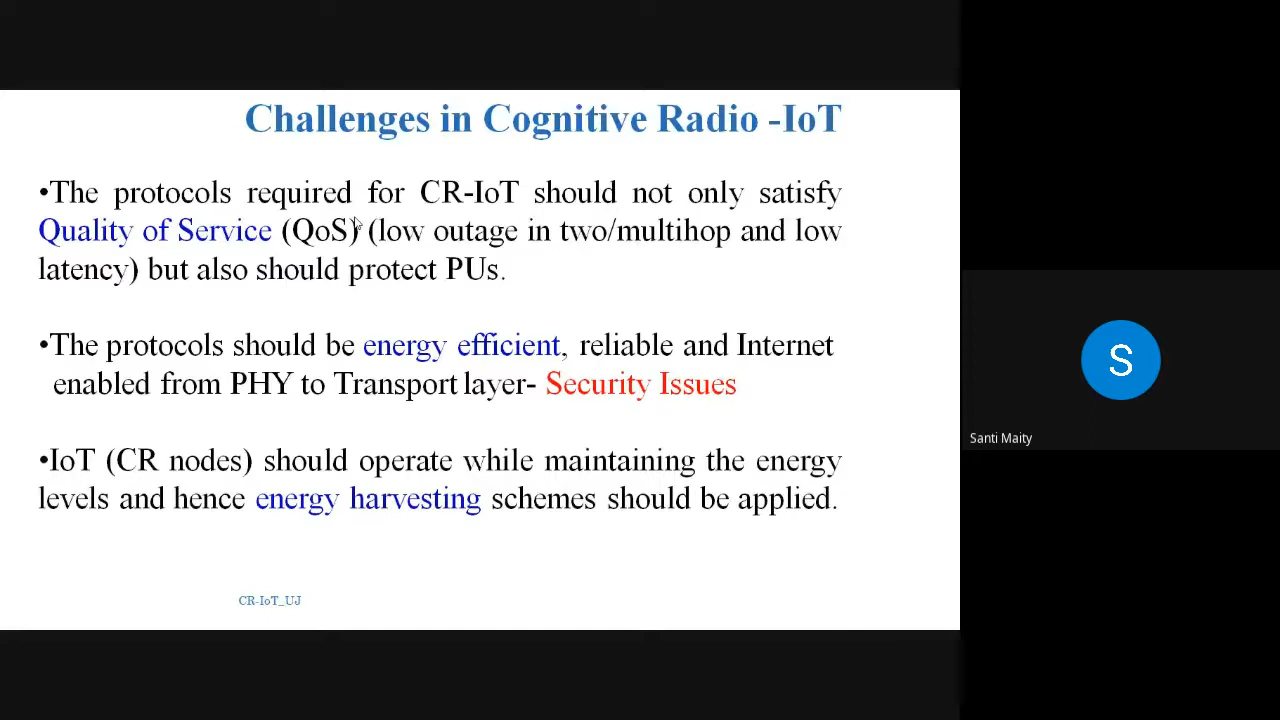 Challenges in Cognitive Radio -IoT
•The protocols required for CR-IoT should not only satisfy
Quality of Service (QoS) (low outage in two/multihop and low
latency) but also should protect PUs.
•The protocols should be energy efficient, reliable and Internet
enabled from PHY to Transport layer- Security Issues
•IoT (CR nodes) should operate while maintaining the energy
levels and hence energy harvesting schemes should be applied.
CR-IoT_UJ
S
Santi Maity